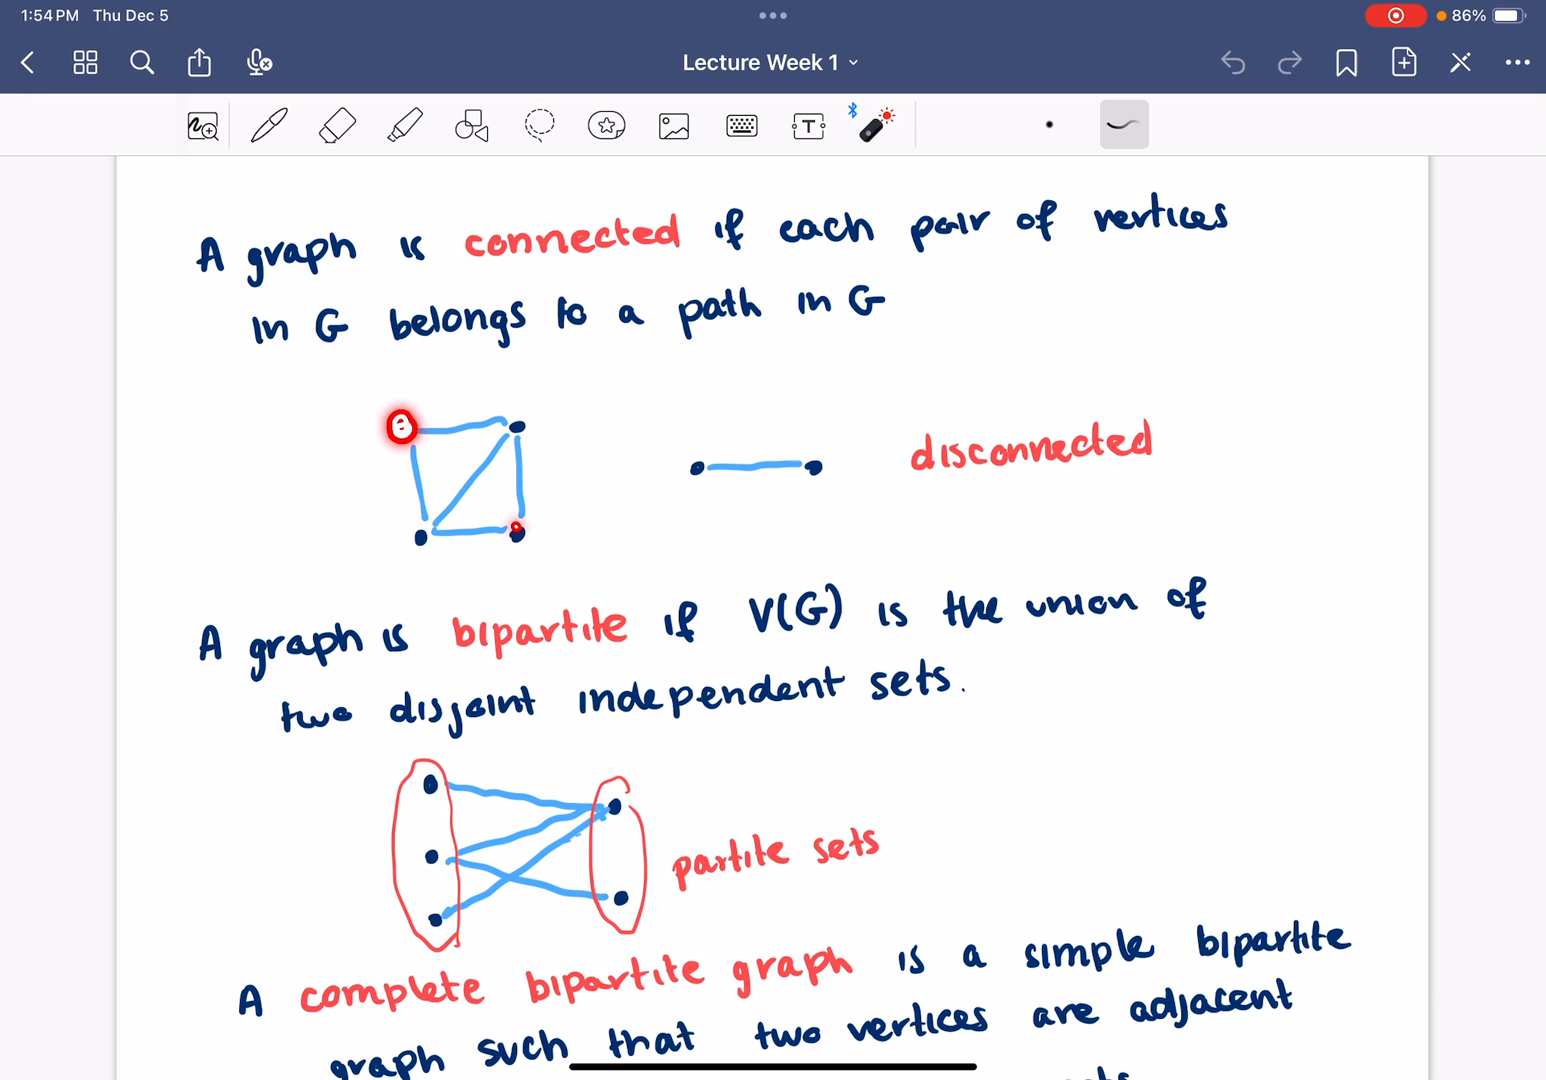 1:54 PM Thu Dec 5
86%
Lecture Week 1
A graph is connected if each pair of vertices
in G belongs to a path in G
disconnected
A graph is bipartite if V(G) is the union of
two disjoint independent sets.
partite sets
A complete bipartite graph is a simple bipartite
graph such that two vertices are adjacent